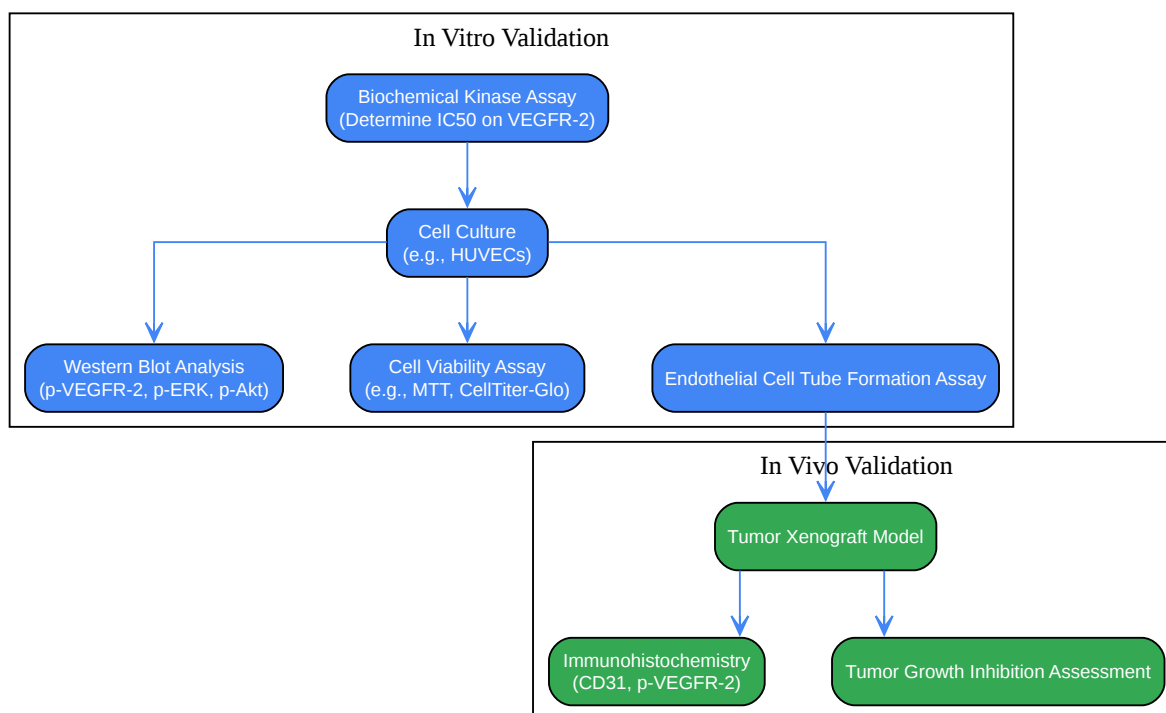 In Vitro Validation
Biochemical Kinase Assay
(Determine IC50 on VEGFR-2)
Cell Culture
(e.g., HUVECs)
Western Blot Analysis
(p-VEGFR-2, p-ERK, p-Akt)
Cell Viability Assay
(e.g., MTT, CellTiter-Glo)
Endothelial Cell Tube Formation Assay
In Vivo Validation
Tumor Xenograft Model
Immunohistochemistry
(CD31, p-VEGFR-2)
Tumor Growth Inhibition Assessment